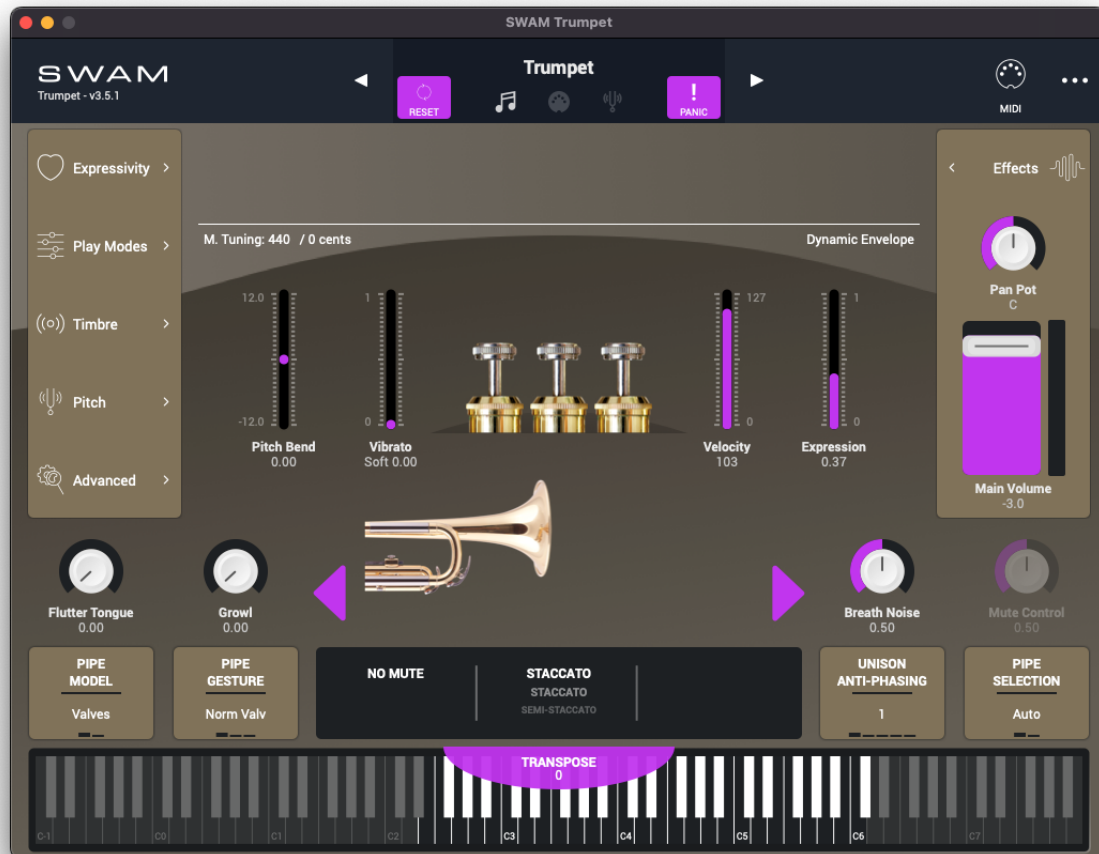 SWAM Trumpet
SWAM
Trumpet - v3.5.1
Trumpet
RESET
!
PANIC
MIDI
Expressivity
Play Modes
Timbre
Pitch
Advanced
M. Tuning: 440 / 0 cents
Dynamic Envelope
Effects
Pan Pot
C
12.0
-12.0
Pitch Bend
0.00
1
0
Vibrato
Soft 0.00
127
0
Velocity
103
1
0
Expression
0.37
Main Volume
-3.0
Flutter Tongue
0.00
Growl
0.00
Breath Noise
0.50
Mute Control
0.50
PIPE
MODEL
Valves
PIPE
GESTURE
Norm Valv
NO MUTE
STACCATO
STACCATO
SEMI-STACCATO
UNISON
ANTI-PHASING
1
PIPE
SELECTION
Auto
TRANSPOSE
0
C-1 C0 C1 C2 C3 C4 C5 C6 C7